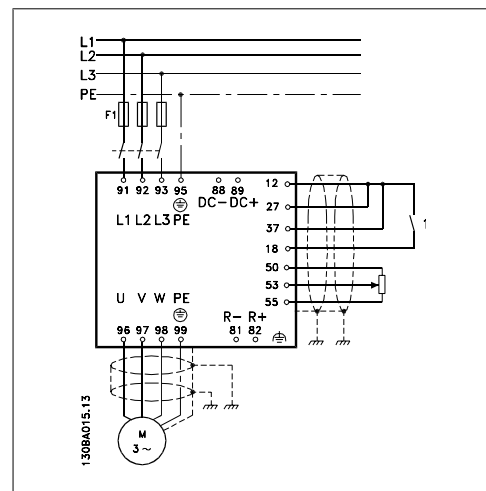 L1
L2
L3
PE
F1
91 92 93 95 88 89
DC- DC+
L1 L2 L3 PE
12
27
37
18
50
53
55
1
U V W PE
96 97 98 99
R- R+
81 82
M
3~
130BA015.13